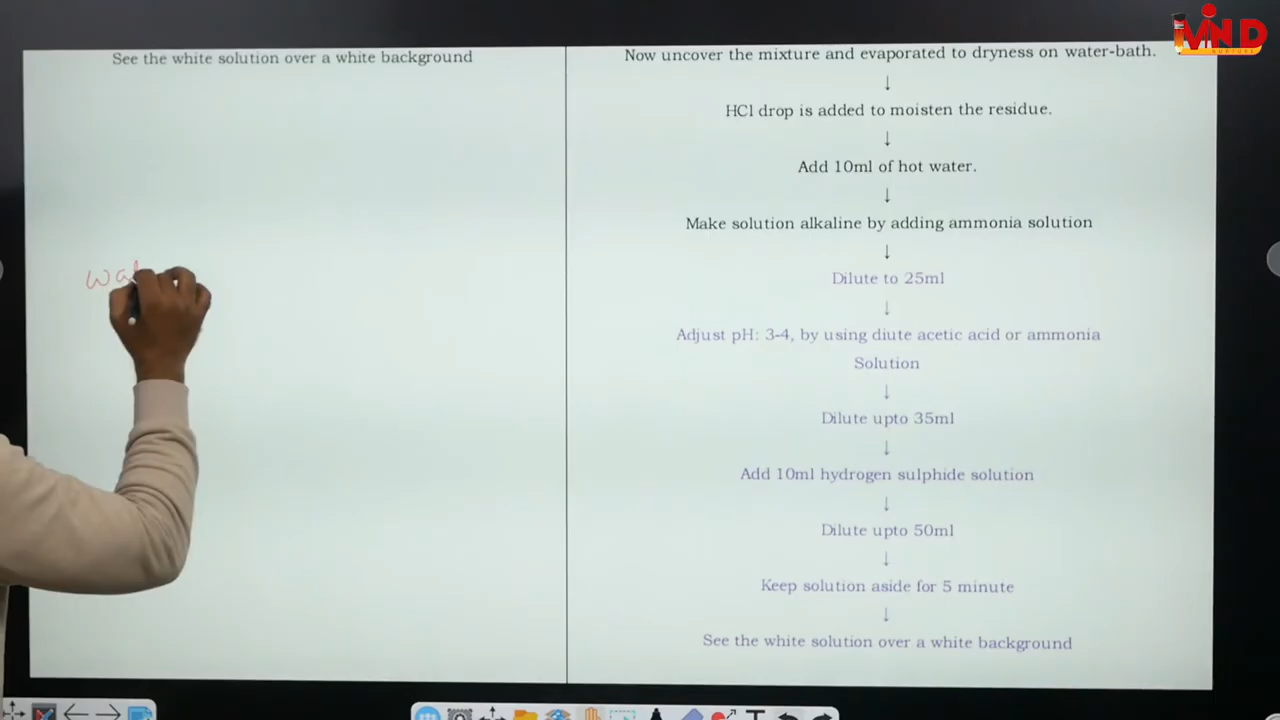 See the white solution over a white background
Now uncover the mixture and evaporated to dryness on water-bath.
↓
HCl drop is added to moisten the residue.
↓
Add 10ml of hot water.
↓
Make solution alkaline by adding ammonia solution
↓
Dilute to 25ml
↓
Adjust pH: 3-4, by using diute acetic acid or ammonia
Solution
↓
Dilute upto 35ml
↓
Add 10ml hydrogen sulphide solution
↓
Dilute upto 50ml
↓
Keep solution aside for 5 minute
↓
See the white solution over a white background
MIND